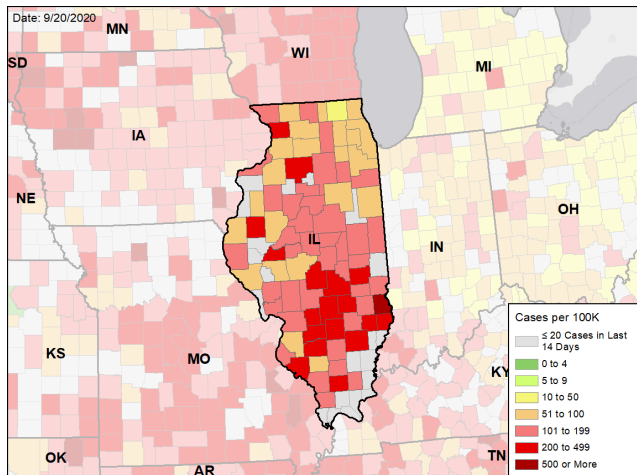 Date: 9/20/2020
MN
SD
WI
MI
IA
NE
IL
IN
OH
KS
MO
KY
OK
AR
TN
Cases per 100K
≤ 20 Cases in Last
14 Days
0 to 4
5 to 9
10 to 50
51 to 100
101 to 199
200 to 499
500 or More